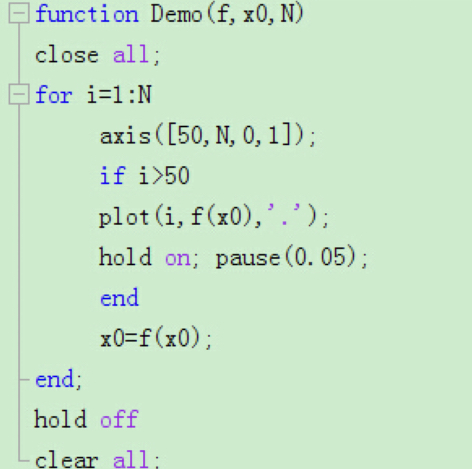 function Demo(f,x0,N)
close all;
for i=1:N
axis([50,N,0,1]);
if i>50
plot(i,f(x0),'.');
hold on; pause(0.05);
end
x0=f(x0);
end;
hold off
clear all;